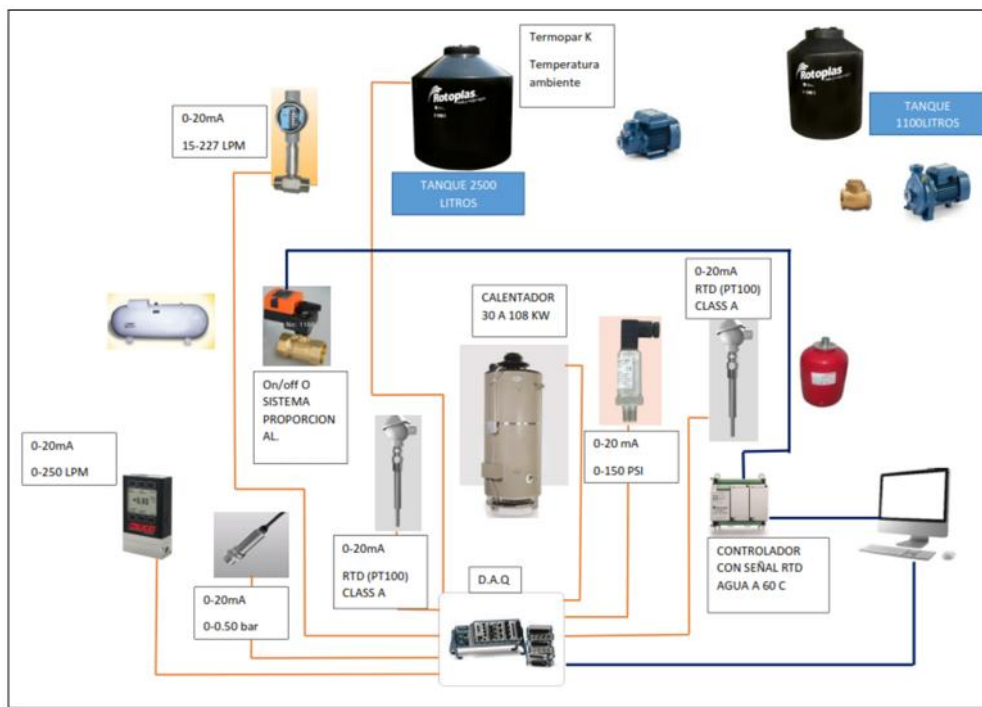 Termopar K
Temperatura
ambiente
Rotoplas
Rotoplas
TANQUE
1100LITROS
0-20mA
15-227 LPM
TANQUE 2500
LITROS
0-20mA
RTD (PT100)
CLASS A
CALENTADOR
30 A 108 KW
On/off O
SISTEMA
PROPORCION
AL.
0-20 mA
0-150 PSI
0-20mA
0-250 LPM
0-20mA
RTD (PT100)
CLASS A
CONTROLADOR
CON SEÑAL RTD
AGUA A 60 C
D.A.Q
0-20mA
0-0.50 bar